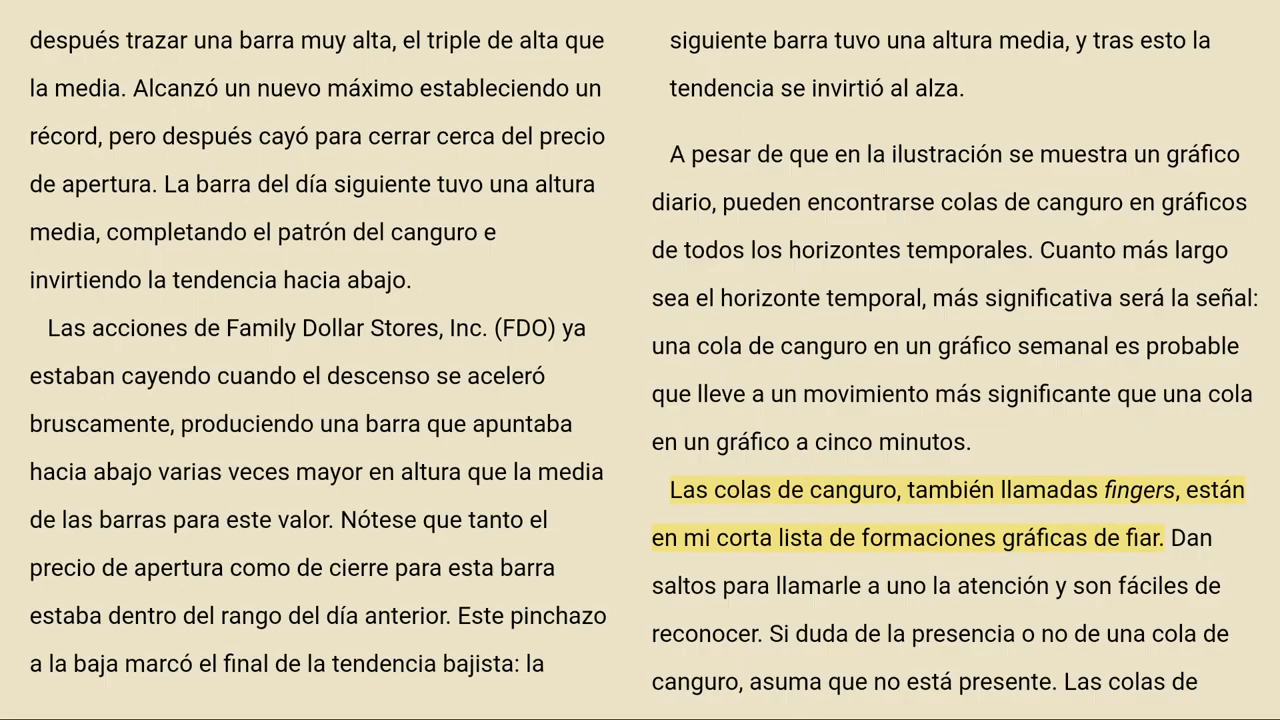 después trazar una barra muy alta, el triple de alta que
la media. Alcanzó un nuevo máximo estableciendo un
récord, pero después cayó para cerrar cerca del precio
de apertura. La barra del día siguiente tuvo una altura
media, completando el patrón del canguro e
invirtiendo la tendencia hacia abajo.
Las acciones de Family Dollar Stores, Inc. (FDO) ya
estaban cayendo cuando el descenso se aceleró
bruscamente, produciendo una barra que apuntaba
hacia abajo varias veces mayor en altura que la media
de las barras para este valor. Nótese que tanto el
precio de apertura como de cierre para esta barra
estaba dentro del rango del día anterior. Este pinchazo
a la baja marcó el final de la tendencia bajista: la
siguiente barra tuvo una altura media, y tras esto la
tendencia se invirtió al alza.
A pesar de que en la ilustración se muestra un gráfico
diario, pueden encontrarse colas de canguro en gráficos
de todos los horizontes temporales. Cuanto más largo
sea el horizonte temporal, más significativa será la señal:
una cola de canguro en un gráfico semanal es probable
que lleve a un movimiento más significante que una cola
en un gráfico a cinco minutos.
Las colas de canguro, también llamadas fingers, están
en mi corta lista de formaciones gráficas de fiar. Dan
saltos para llamarle a uno la atención y son fáciles de
reconocer. Si duda de la presencia o no de una cola de
canguro, asuma que no está presente. Las colas de